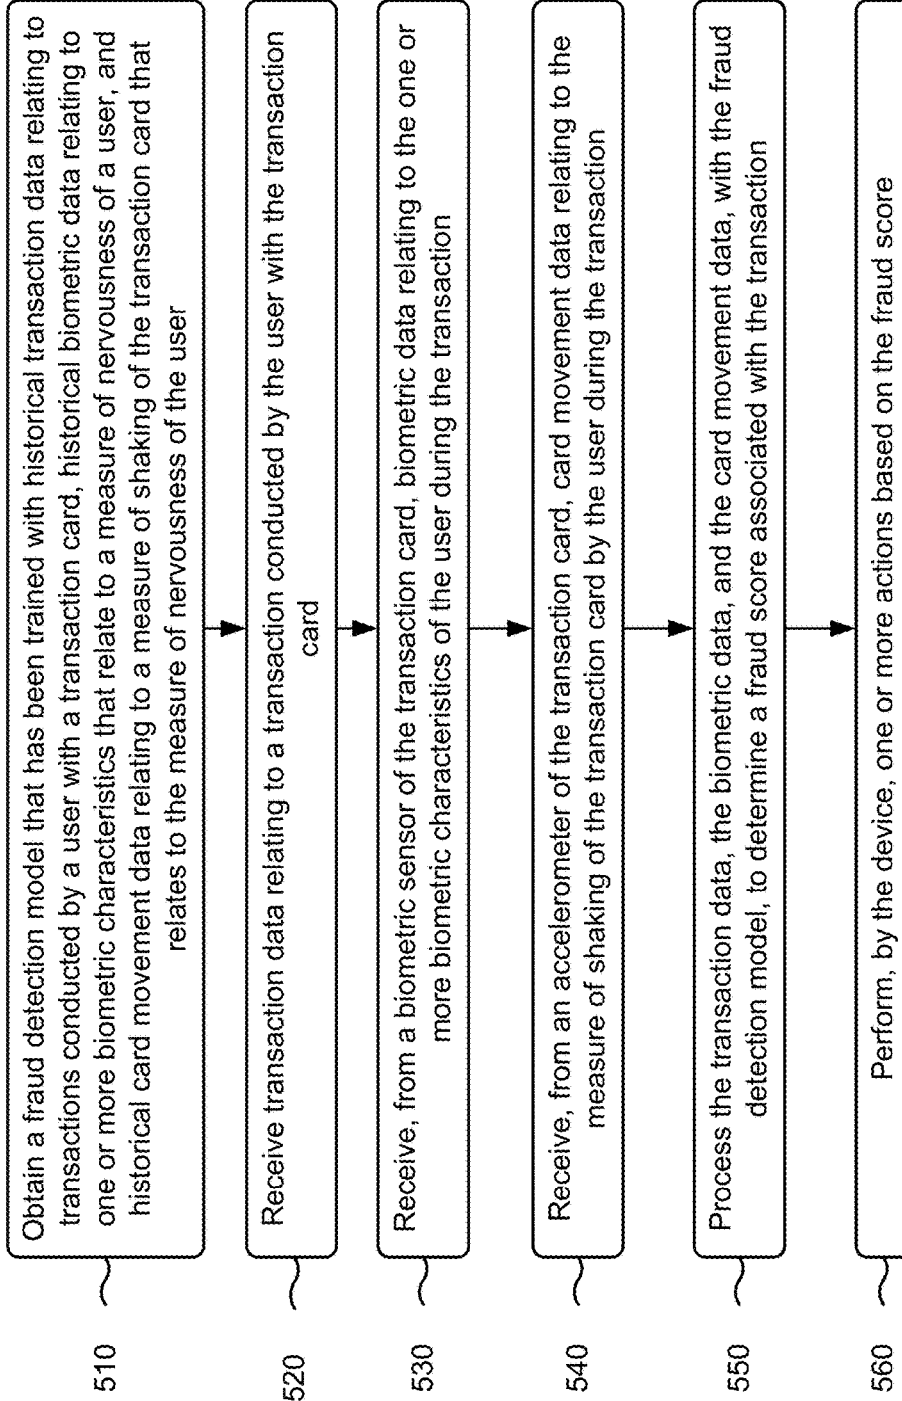 510
Obtain a fraud detection model that has been trained with historical transaction data relating to
transactions conducted by a user with a transaction card, historical biometric data relating to
one or more biometric characteristics that relate to a measure of nervousness of a user, and
historical card movement data relating to a measure of shaking of the transaction card that
relates to the measure of nervousness of the user
520
Receive transaction data relating to a transaction conducted by the user with the transaction
card
530
Receive, from a biometric sensor of the transaction card, biometric data relating to the one or
more biometric characteristics of the user during the transaction
540
Receive, from an accelerometer of the transaction card, card movement data relating to the
measure of shaking of the transaction card by the user during the transaction
550
Process the transaction data, the biometric data, and the card movement data, with the fraud
detection model, to determine a fraud score associated with the transaction
560
Perform, by the device, one or more actions based on the fraud score